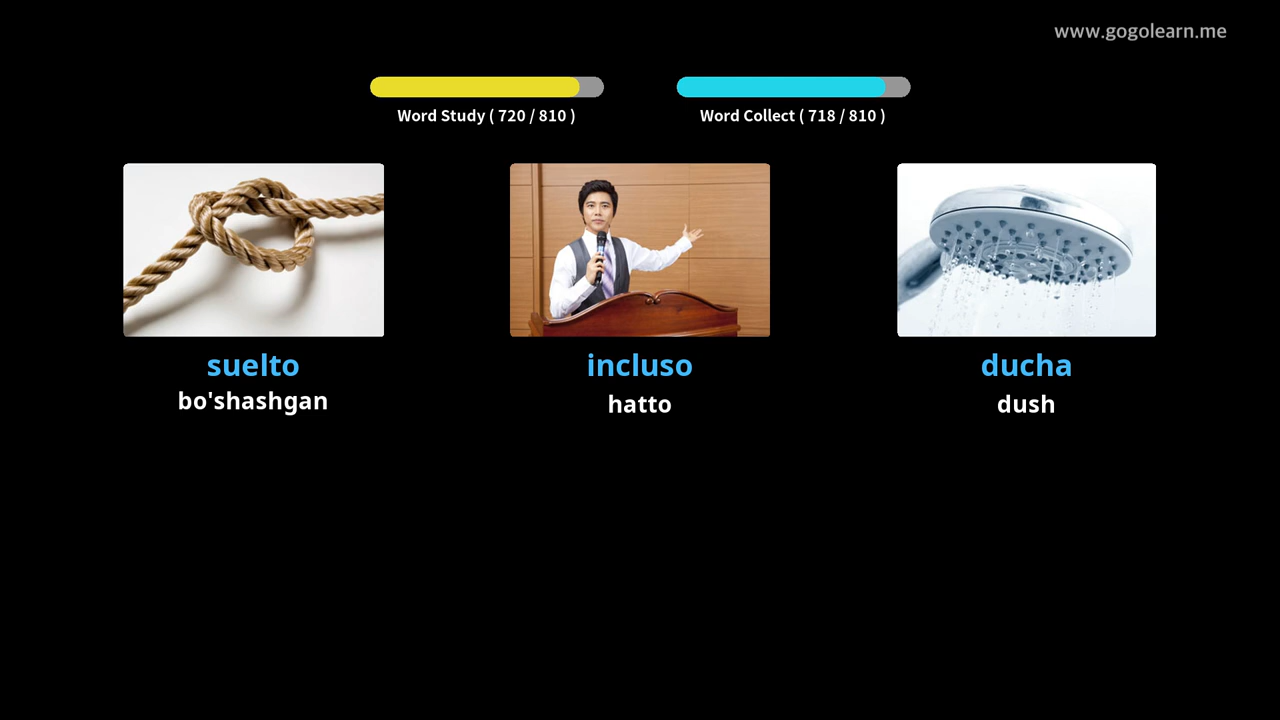 www.gogolearn.me
Word Study ( 720 / 810 )
Word Collect ( 718 / 810 )
suelto
bo'shashgan
incluso
hatto
ducha
dush